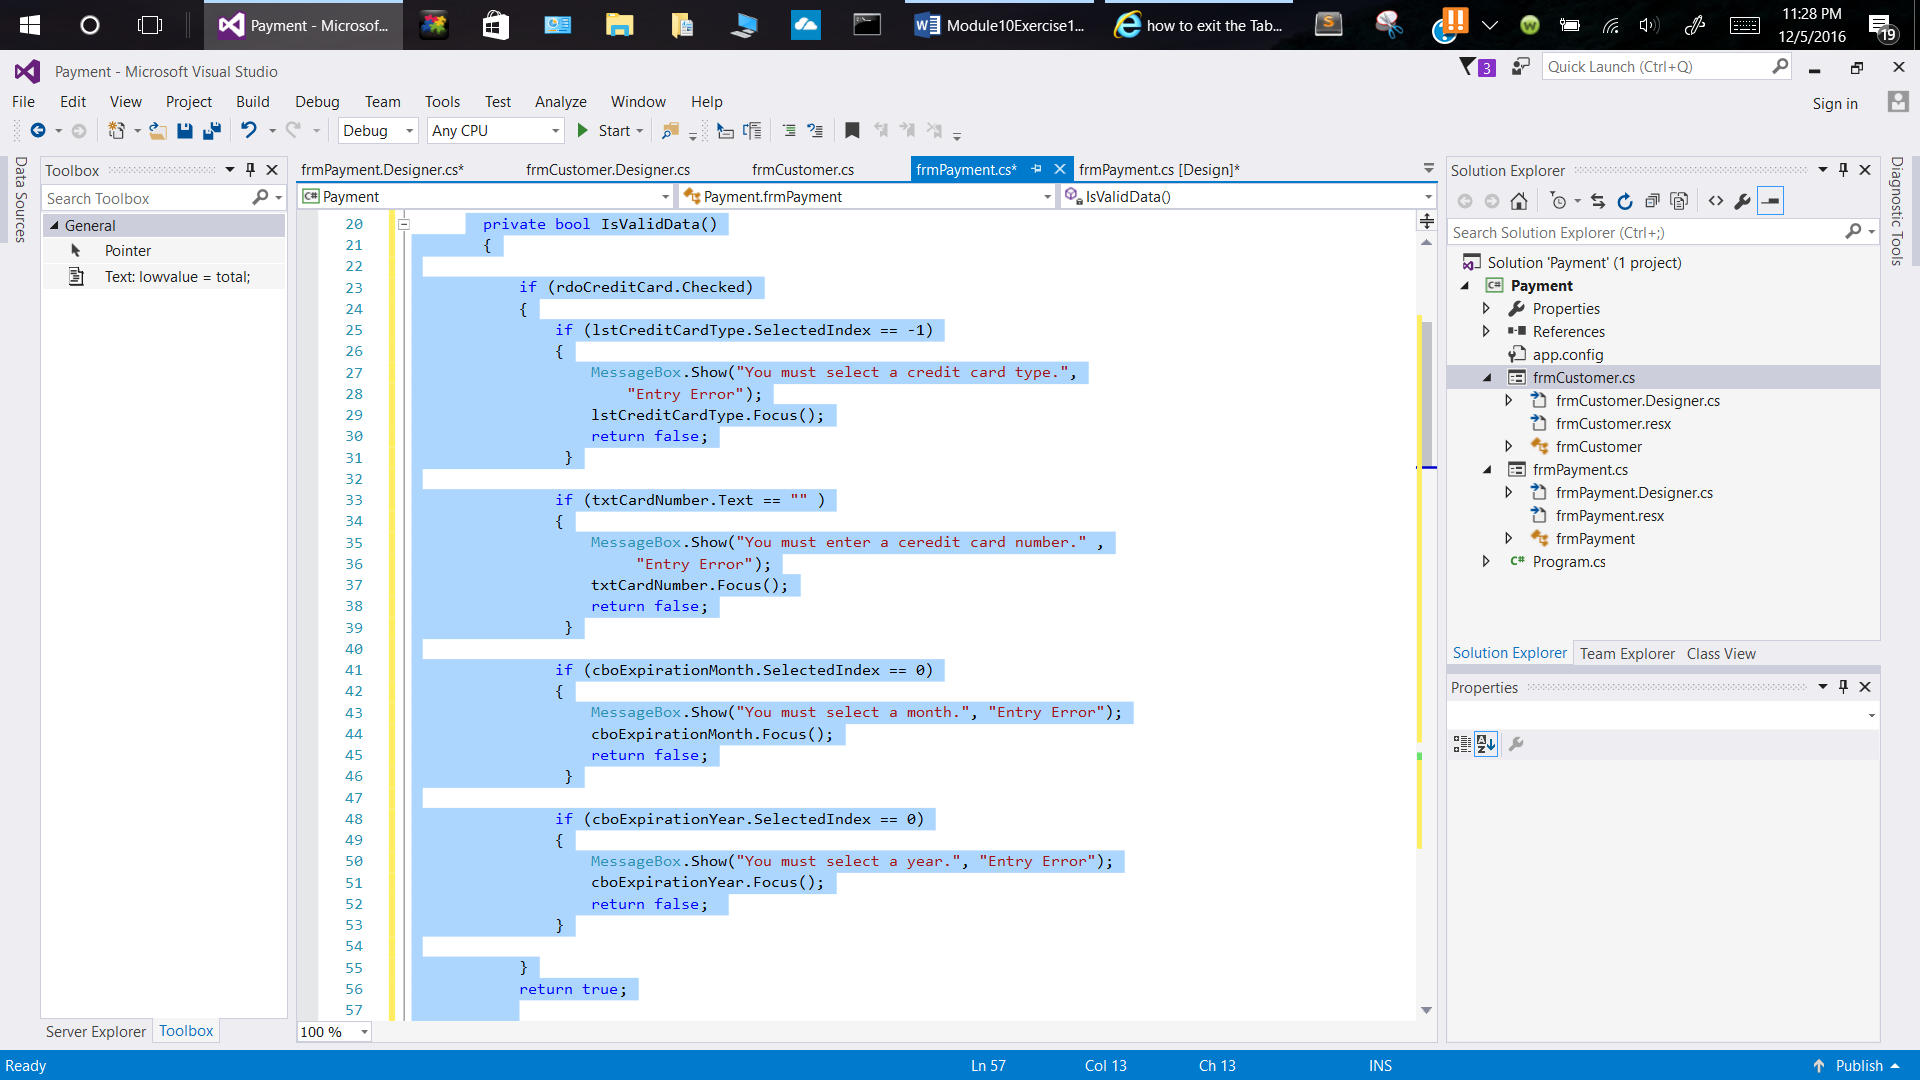 Payment - Microsof...
Module10Exercise1...
how to exit the Tab...
11:28 PM
12/5/2016
19
Payment - Microsoft Visual Studio
3
Quick Launch (Ctrl+Q)
File Edit View Project Build Debug Team Tools Test Analyze Window Help
Sign in
Debug
Any CPU
Start
Data Sources
Toolbox
Search Toolbox
General
Pointer
Text: lowvalue = total;
Server Explorer
Toolbox
frmPayment.Designer.cs*
frmCustomer.Designer.cs
frmCustomer.cs
frmPayment.cs*
frmPayment.cs [Design]*
Payment
Payment.frmPayment
IsValidData()
20 private bool IsValidData()
21 {
22
23 if (rdoCreditCard.Checked)
24 {
25 if (lstCreditCardType.SelectedIndex == -1)
26 {
27 MessageBox.Show("You must select a credit card type.",
28 "Entry Error");
29 lstCreditCardType.Focus();
30 return false;
31 }
32
33 if (txtCardNumber.Text == "" )
34 {
35 MessageBox.Show("You must enter a ceredit card number." ,
36 "Entry Error");
37 txtCardNumber.Focus();
38 return false;
39 }
40
41 if (cboExpirationMonth.SelectedIndex == 0)
42 {
43 MessageBox.Show("You must select a month.", "Entry Error");
44 cboExpirationMonth.Focus();
45 return false;
46 }
47
48 if (cboExpirationYear.SelectedIndex == 0)
49 {
50 MessageBox.Show("You must select a year.", "Entry Error");
51 cboExpirationYear.Focus();
52 return false;
53 }
54
55 }
56 return true;
57
100 %
Solution Explorer
Search Solution Explorer (Ctrl+;)
Solution 'Payment' (1 project)
Payment
Properties
References
app.config
frmCustomer.cs
frmCustomer.Designer.cs
frmCustomer.resx
frmCustomer
frmPayment.cs
frmPayment.Designer.cs
frmPayment.resx
frmPayment
Program.cs
Solution Explorer
Team Explorer
Class View
Properties
Diagnostic Tools
Ready
Ln 57
Col 13
Ch 13
INS
Publish